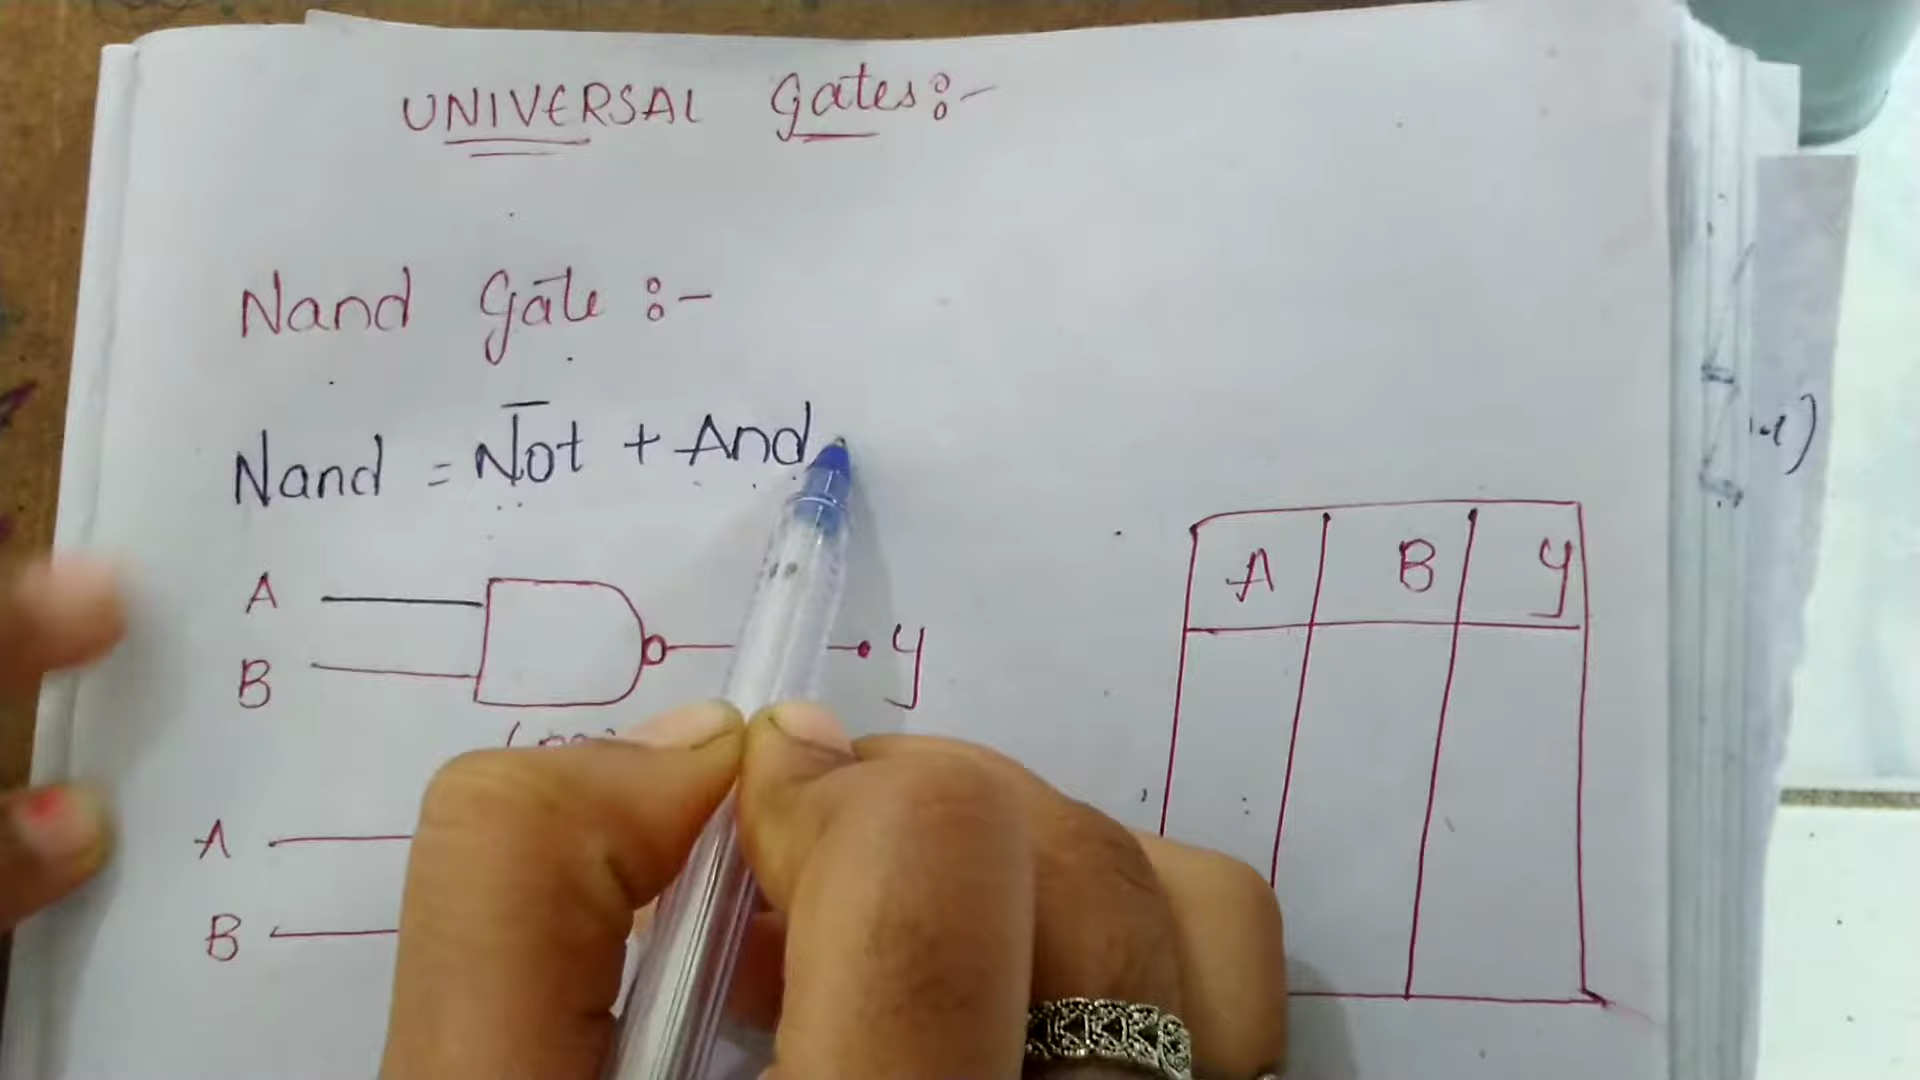 UNIVERSAL Gates:-
Nand Gate :-
Nand = Not + And
A
B
Y
A
B
A B Y